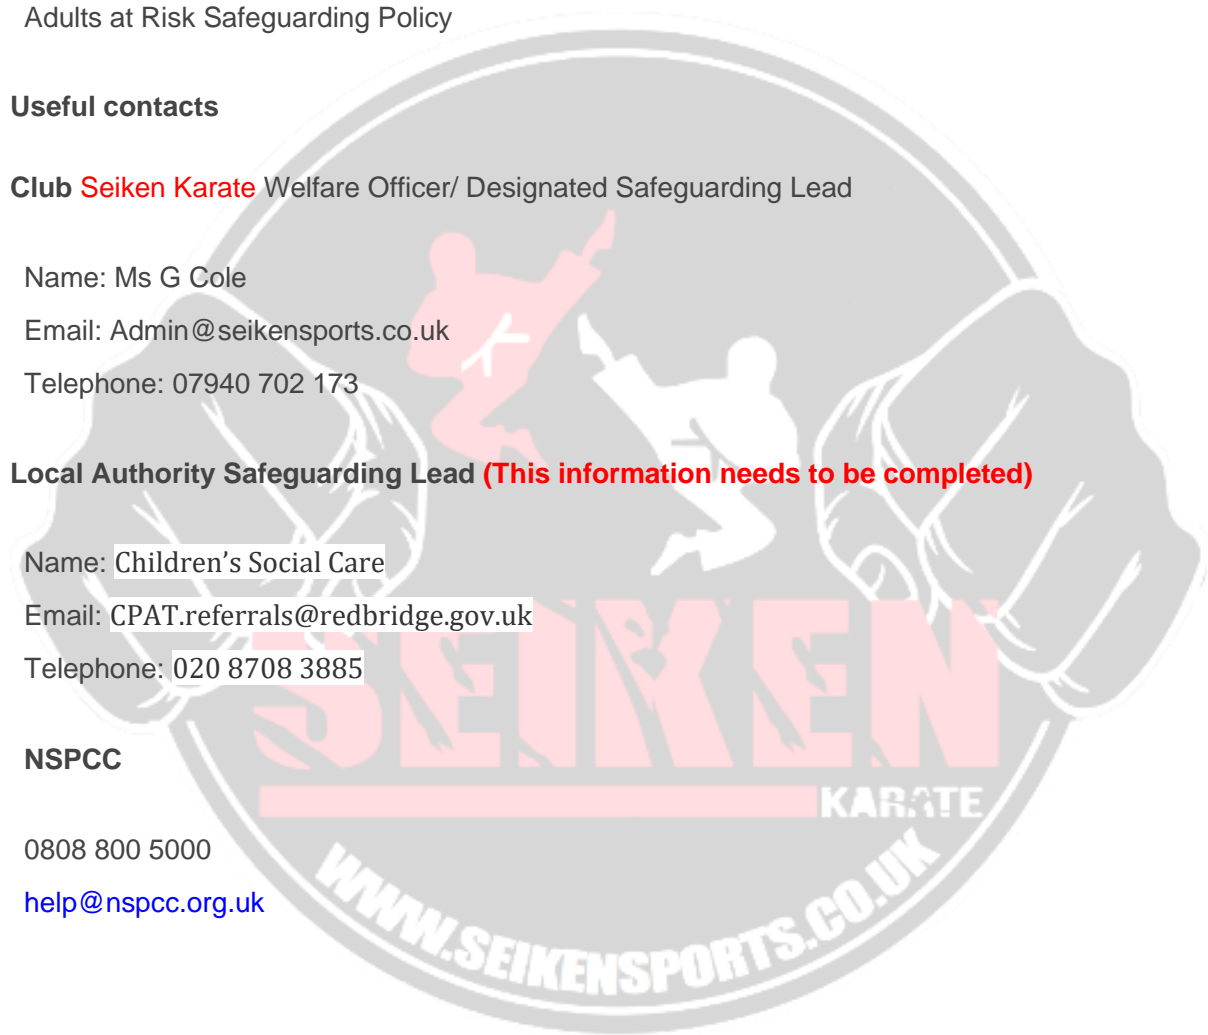 Adults at Risk Safeguarding Policy
Useful contacts
Club Seiken Karate Welfare Officer/ Designated Safeguarding Lead
Name: Ms G Cole
Email: Admin@seikensports.co.uk
Telephone: 07940 702 173
Local Authority Safeguarding Lead (This information needs to be completed)
Name: Children’s Social Care
Email: CPAT.referrals@redbridge.gov.uk
Telephone: 020 8708 3885
SEIKEN
NSPCC
KARATE
0808 800 5000
help@nspcc.org.uk
WWW.SEIKENSPORTS.CO.UK